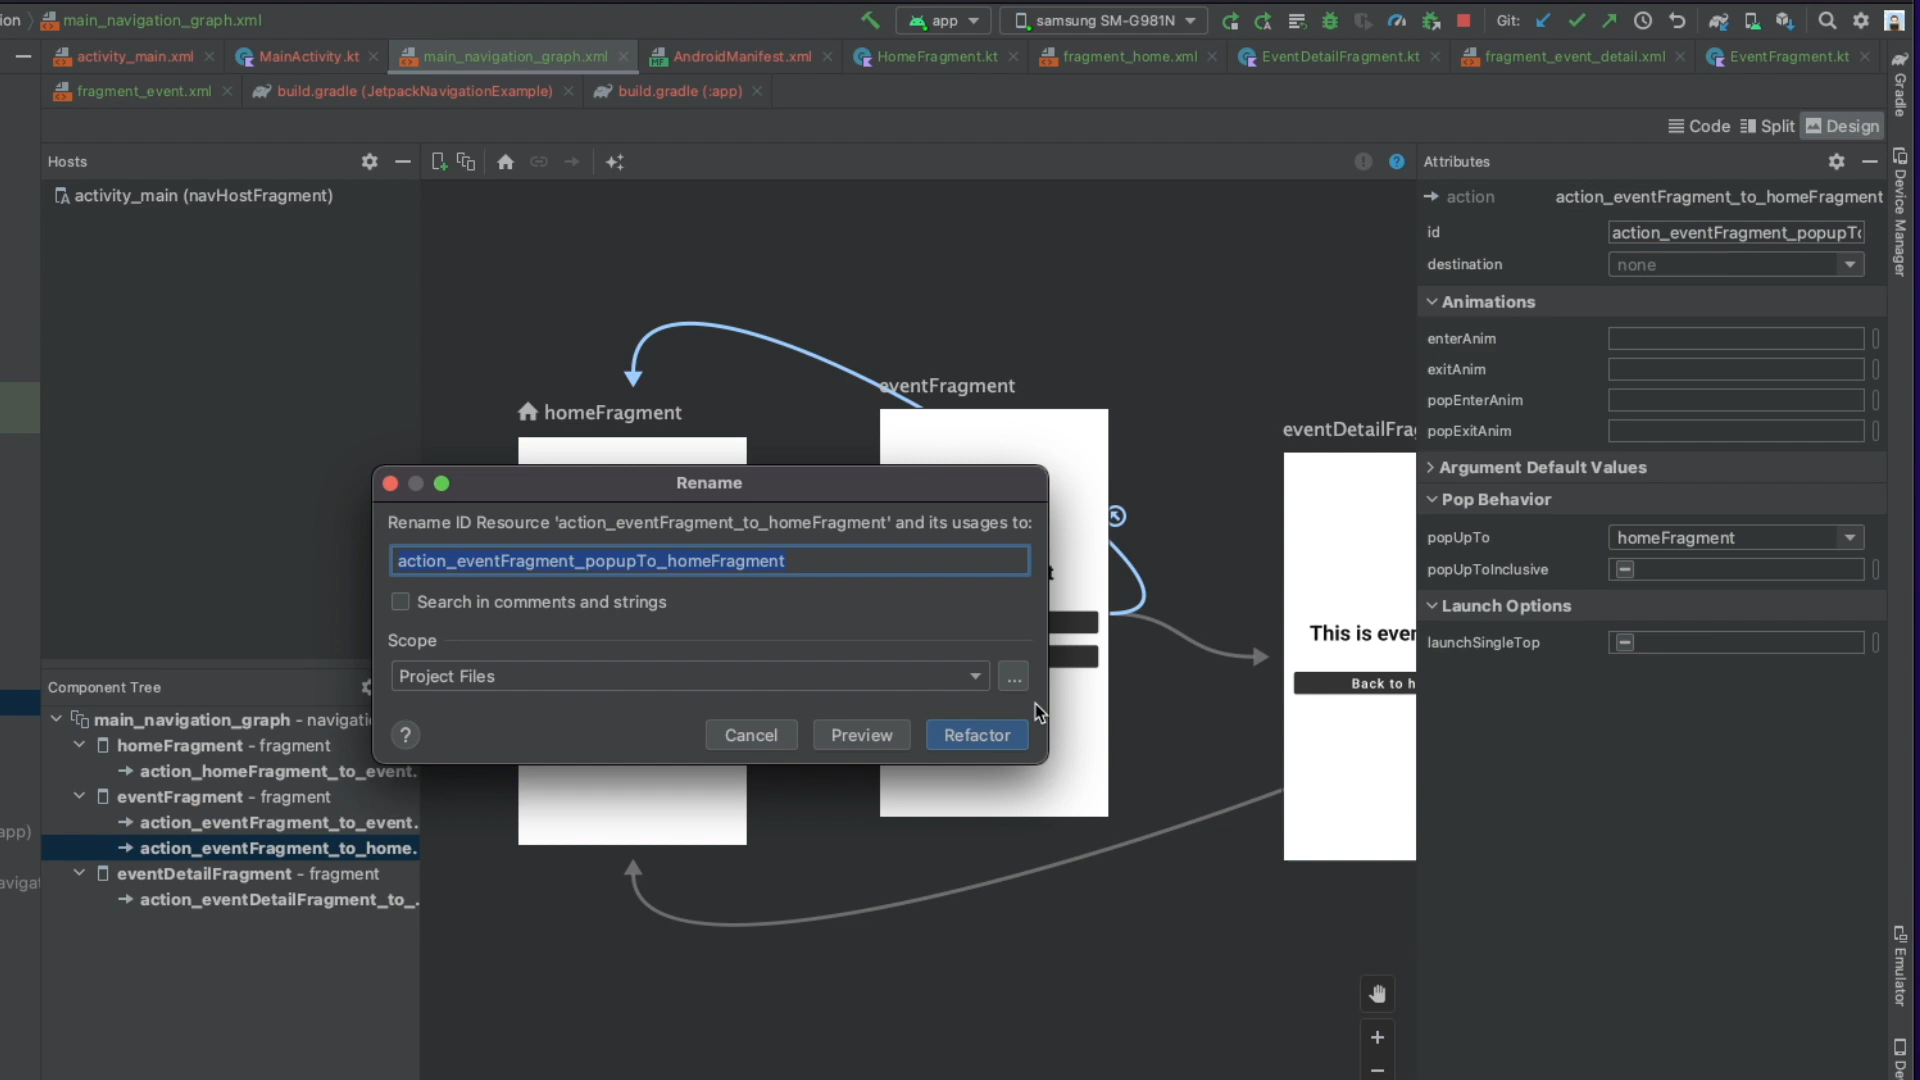 ion
main_navigation_graph.xml
app
samsung SM-G981N
Git:
activity_main.xml
MainActivity.kt
main_navigation_graph.xml
AndroidManifest.xml
HomeFragment.kt
fragment_home.xml
EventDetailFragment.kt
fragment_event_detail.xml
EventFragment.kt
fragment_event.xml
build.gradle (JetpackNavigationExample)
build.gradle (:app)
Code
Split
Design
Hosts
activity_main (navHostFragment)
homeFragment
eventFragment
eventDetailFrag
This is ever
Back to h
Rename
Rename ID Resource 'action_eventFragment_to_homeFragment' and its usages to:
action_eventFragment_popupTo_homeFragment
Search in comments and strings
Scope
Project Files
...
?
Cancel
Preview
Refactor
Component Tree
main_navigation_graph - navigati
homeFragment - fragment
action_homeFragment_to_event.
eventFragment - fragment
action_eventFragment_to_event.
action_eventFragment_to_home.
eventDetailFragment - fragment
action_eventDetailFragment_to_.
app)
aviga
Attributes
action
action_eventFragment_to_homeFragment
id
action_eventFragment_popupT
destination
none
Animations
enterAnim
exitAnim
popEnterAnim
popExitAnim
Argument Default Values
Pop Behavior
popUpTo
homeFragment
popUpToInclusive
Launch Options
launchSingleTop
Gradle
Device Manager
Emulator
De